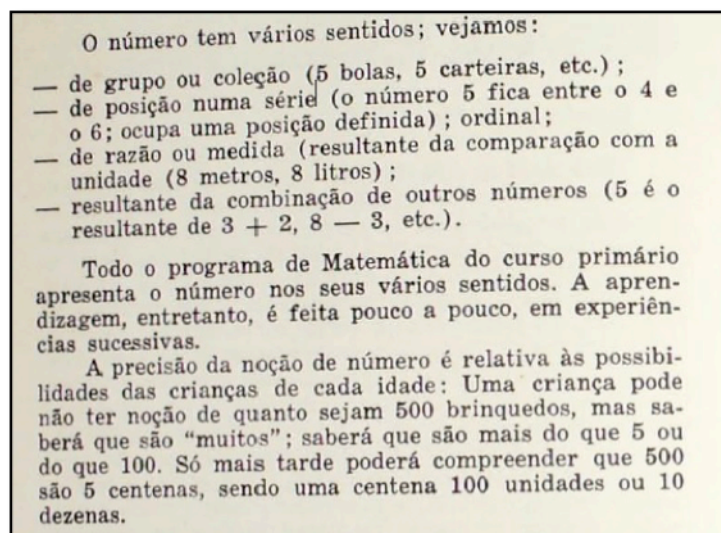 O número tem vários sentidos; vejamos:
— de grupo ou coleção (5 bolas, 5 carteiras, etc.);
— de posição numa série (o número 5 fica entre o 4 e
o 6; ocupa uma posição definida); ordinal;
— de razão ou medida (resultante da comparação com a
unidade (8 metros, 8 litros);
— resultante da combinação de outros números (5 é o
resultante de 3 + 2, 8 — 3, etc.).
Todo o programa de Matemática do curso primário
apresenta o número nos seus vários sentidos. A apren-
dizagem, entretanto, é feita pouco a pouco, em experiên-
cias sucessivas.
A precisão da noção de número é relativa às possibi-
lidades das crianças de cada idade: Uma criança pode
não ter noção de quanto sejam 500 brinquedos, mas sa-
berá que são “muitos”; saberá que são mais do que 5 ou
do que 100. Só mais tarde poderá compreender que 500
são 5 centenas, sendo uma centena 100 unidades ou 10
dezenas.